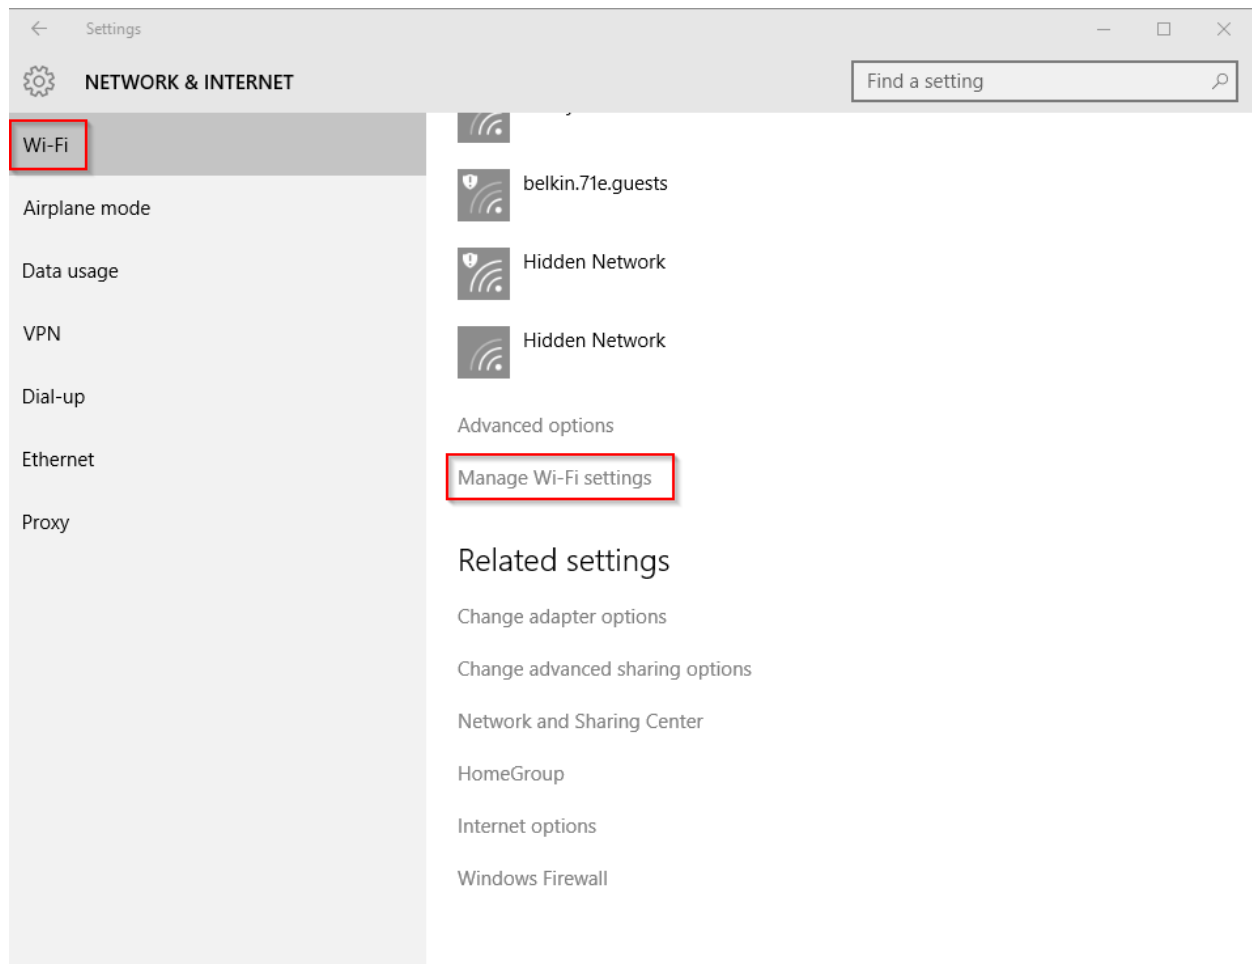 Settings
NETWORK & INTERNET
Find a setting
Wi-Fi
Airplane mode
Data usage
VPN
Dial-up
Ethernet
Proxy
belkin.71e.guests
Hidden Network
Hidden Network
Advanced options
Manage Wi-Fi settings
Related settings
Change adapter options
Change advanced sharing options
Network and Sharing Center
HomeGroup
Internet options
Windows Firewall